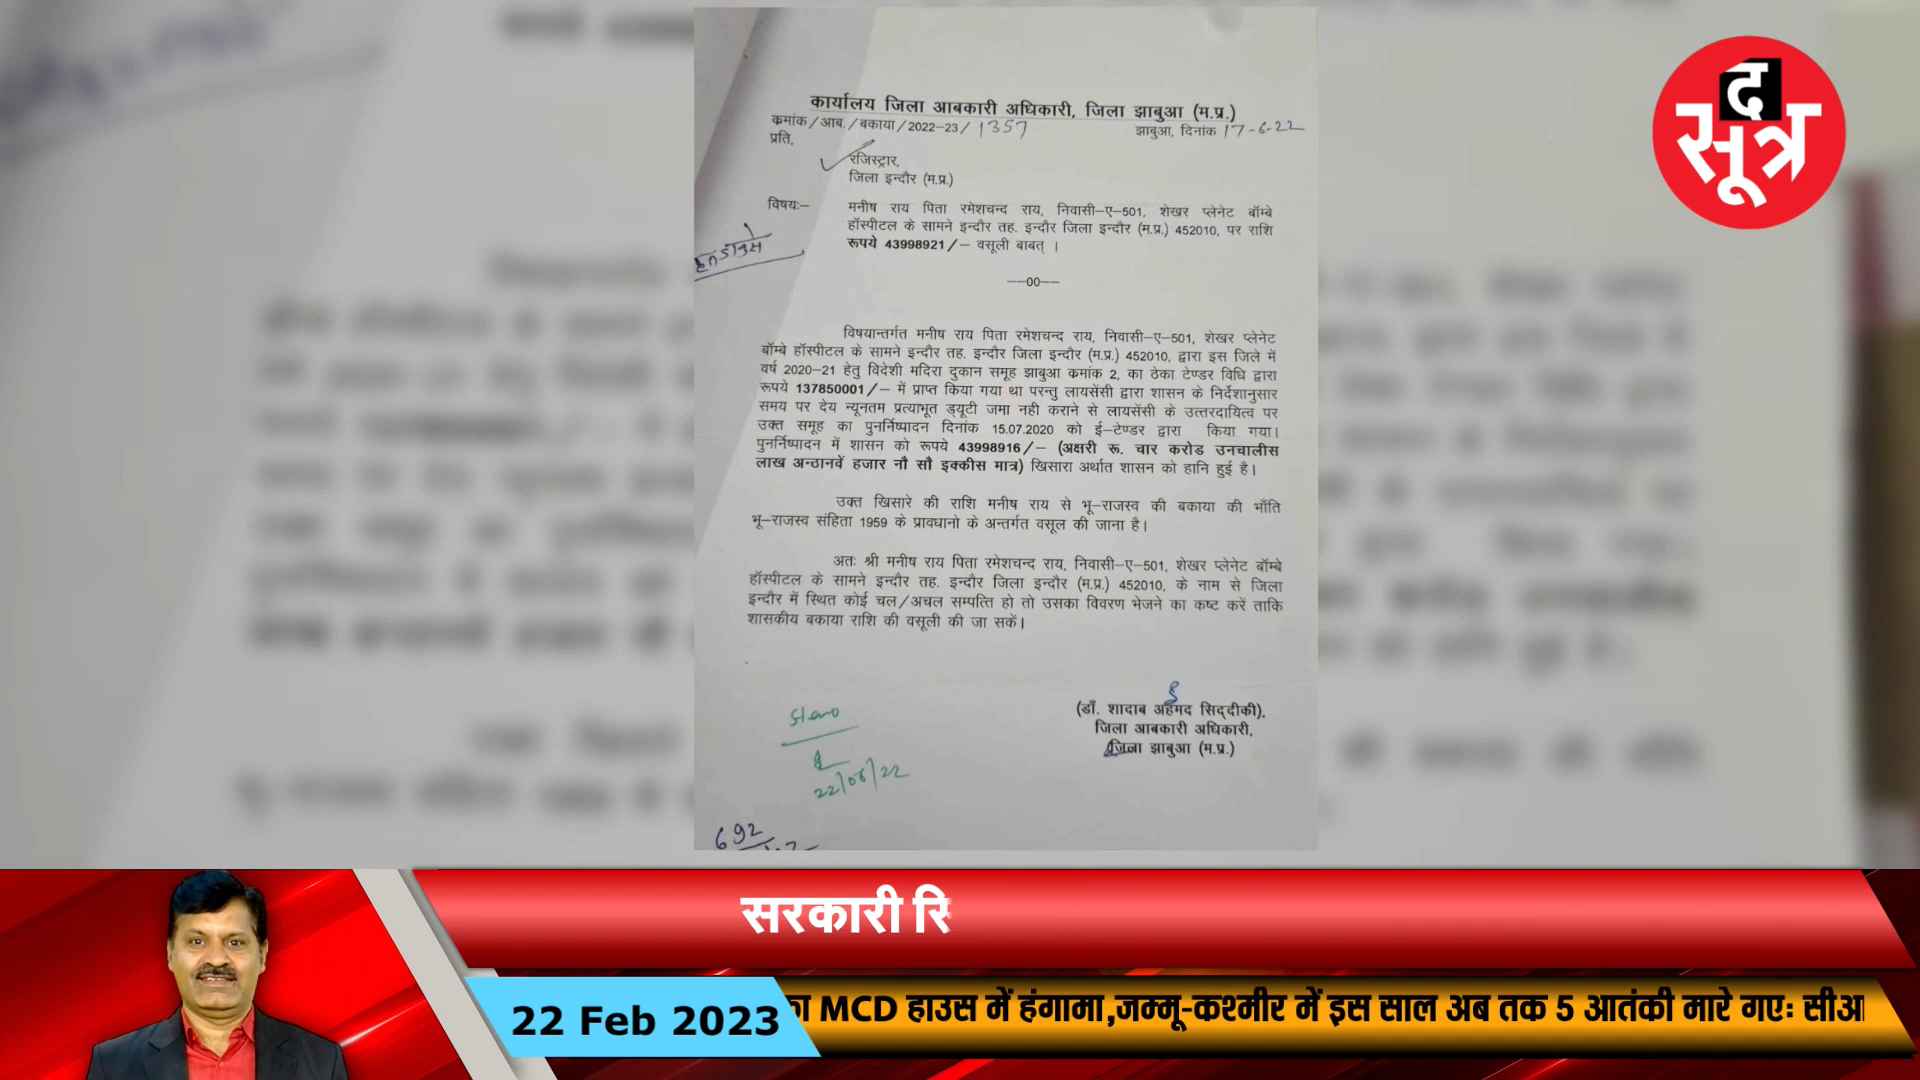 द
सूत्र
कार्यालय जिला आबकारी अधिकारी, जिला झाबुआ (म.प्र.)
कमांक/आब./बकाया/2022-23/1357
झाबुआ, दिनांक 17-6-22
प्रति,
रजिस्ट्रार,
जिला इन्दौर (म.प्र.)
विषयः- मनीष राय पिता रमेशचन्द राय, निवासी-ए-501, शेखर प्लेनेट बॉम्बे
हॉस्पीटल के सामने इन्दौर तह. इन्दौर जिला इन्दौर (म.प्र.) 452010, पर राशि
रूपये 43998921/- वसूली बाबत् ।
--00--
विषयान्तर्गत मनीष राय पिता रमेशचन्द राय, निवासी-ए-501, शेखर प्लेनेट
बॉम्बे हॉस्पीटल के सामने इन्दौर तह. इन्दौर जिला इन्दौर (म.प्र.) 452010, द्वारा इस जिले में
वर्ष 2020-21 हेतु विदेशी मदिरा दुकान समूह झाबुआ कमांक 2, का ठेका टेण्डर विधि द्वारा
रूपये 137850001/- में प्राप्त किया गया था परन्तु लायसेंसी द्वारा शासन के निर्देशानुसार
समय पर देय न्यूनतम प्रत्याभूत ड्यूटी जमा नही कराने से लायसेंसी के उत्तरदायित्व पर
उक्त समूह का पुनर्निष्पादन दिनांक 15.07.2020 को ई-टेण्डर द्वारा किया गया।
पुनर्निष्पादन में शासन को रूपये 43998916/- (अक्षरी रू. चार करोड उनचालीस
लाख अन्ठानवें हजार नौ सौ इक्कीस मात्र) खिसारा अर्थात शासन को हानि हुई है।
उक्त खिसारे की राशि मनीष राय से भू-राजस्व की बकाया की भाँति
भू-राजस्व संहिता 1959 के प्रावधानो के अन्तर्गत वसूल की जाना है।
अतः श्री मनीष राय पिता रमेशचन्द राय, निवासी-ए-501, शेखर प्लेनेट बॉम्बे
हॉस्पीटल के सामने इन्दौर तह. इन्दौर जिला इन्दौर (म.प्र.) 452010, के नाम से जिला
इन्दौर में स्थित कोई चल/अचल सम्पत्ति हो तो उसका विवरण भेजने का कष्ट करें ताकि
शासकीय बकाया राशि की वसूली की जा सकें।
(डॉ. शादाब अहमद सिद्दीकी),
जिला आबकारी अधिकारी,
जिला झाबुआ (म.प्र.)
22/06/22
692
सरकारी रि
22 Feb 2023
का MCD हाउस में हंगामा,जम्मू-कश्मीर में इस साल अब तक 5 आतंकी मारे गएः सीआ